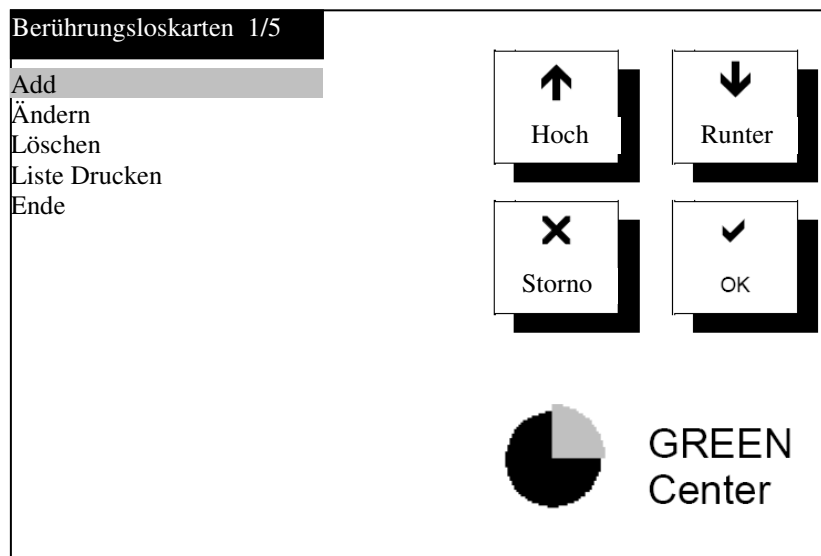 Berührungsloskarten 1/5
Add
Ändern
Löschen
Liste Drucken
Ende
Hoch
Runter
Storno
OK
GREEN
Center